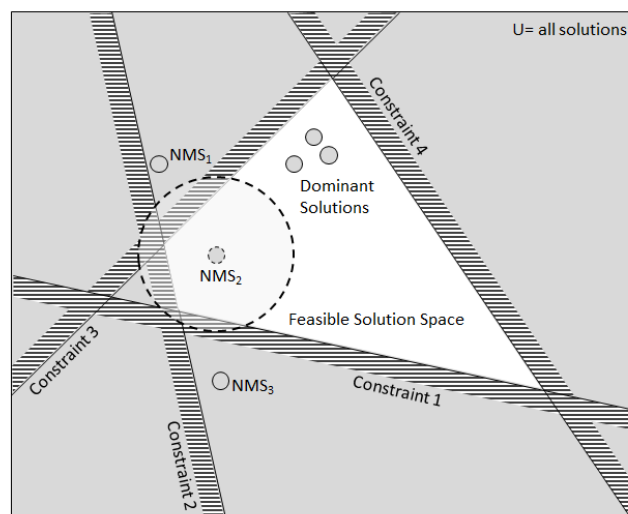 U= all solutions
Constraint 4
NMS₁
Dominant
Solutions
NMS₂
Feasible Solution Space
Constraint 3
NMS₃
Constraint 1
Constraint 2